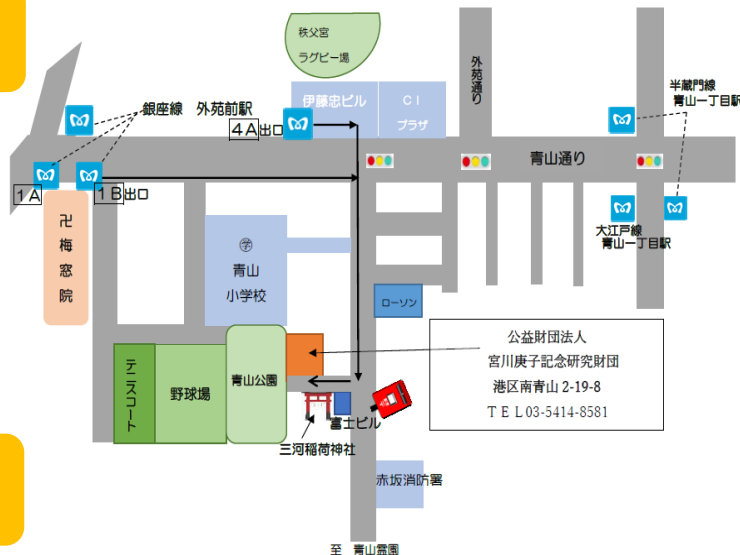 秩父宮
ラグビー場
外苑通り
半蔵門線
青山一丁目駅
銀座線 外苑前駅
伊藤忠ビル
CI
プラザ
4A出口
青山通り
1A
1B出口
大江戸線
青山一丁目駅
卍梅窓院
㋻青山
小学校
ローソン
公益財団法人
宮川庚子記念研究財団
港区南青山 2-19-8
TEL03-5414-8581
テニスコート
野球場
青山公園
富士ビル
三河稲荷神社
赤坂消防署
至 青山霊園